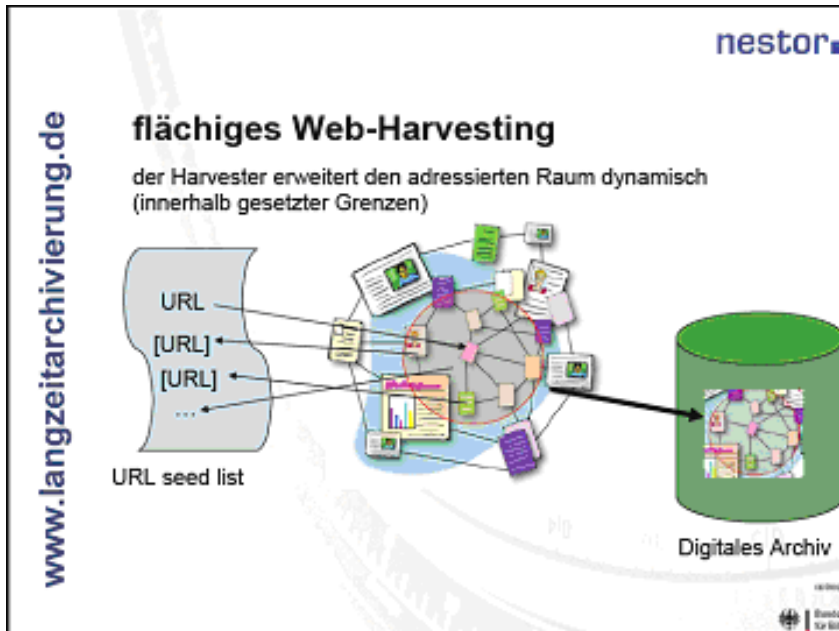 nestor
www.langzeitarchivierung.de
flächiges Web-Harvesting
der Harvester erweitert den adressierten Raum dynamisch
(innerhalb gesetzter Grenzen)
URL
[URL]
[URL]
...
URL seed list
Digitales Archiv